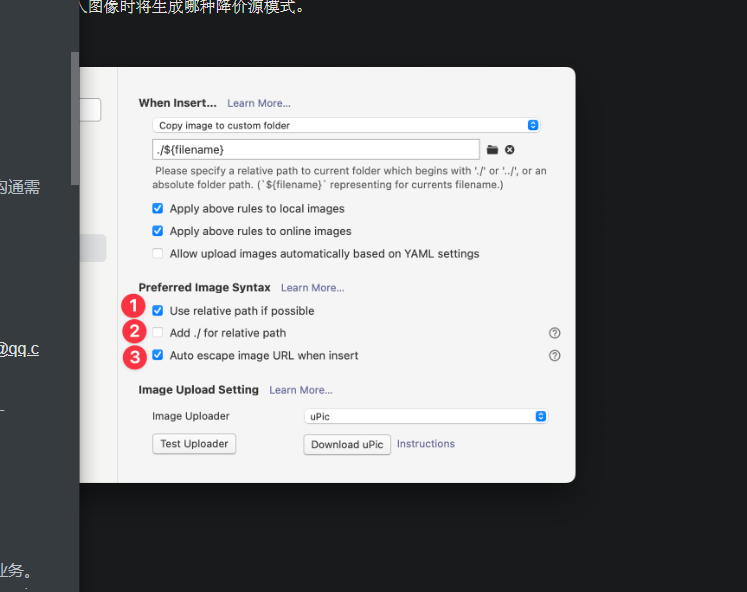 图像时将生成哪种降价源模式。
When Insert... Learn More...
Copy image to custom folder
./${filename}
Please specify a relative path to current folder which begins with './' or '../', or an
absolute folder path. (`${filename}` representing for currents filename.)
沟通需
Apply above rules to local images
Apply above rules to online images
Allow upload images automatically based on YAML settings
Preferred Image Syntax Learn More...
1 Use relative path if possible
2 Add ./ for relative path ?
@qq.c
3 Auto escape image URL when insert ?
Image Upload Setting Learn More...
Image Uploader uPic
Test Uploader Download uPic Instructions
业务。